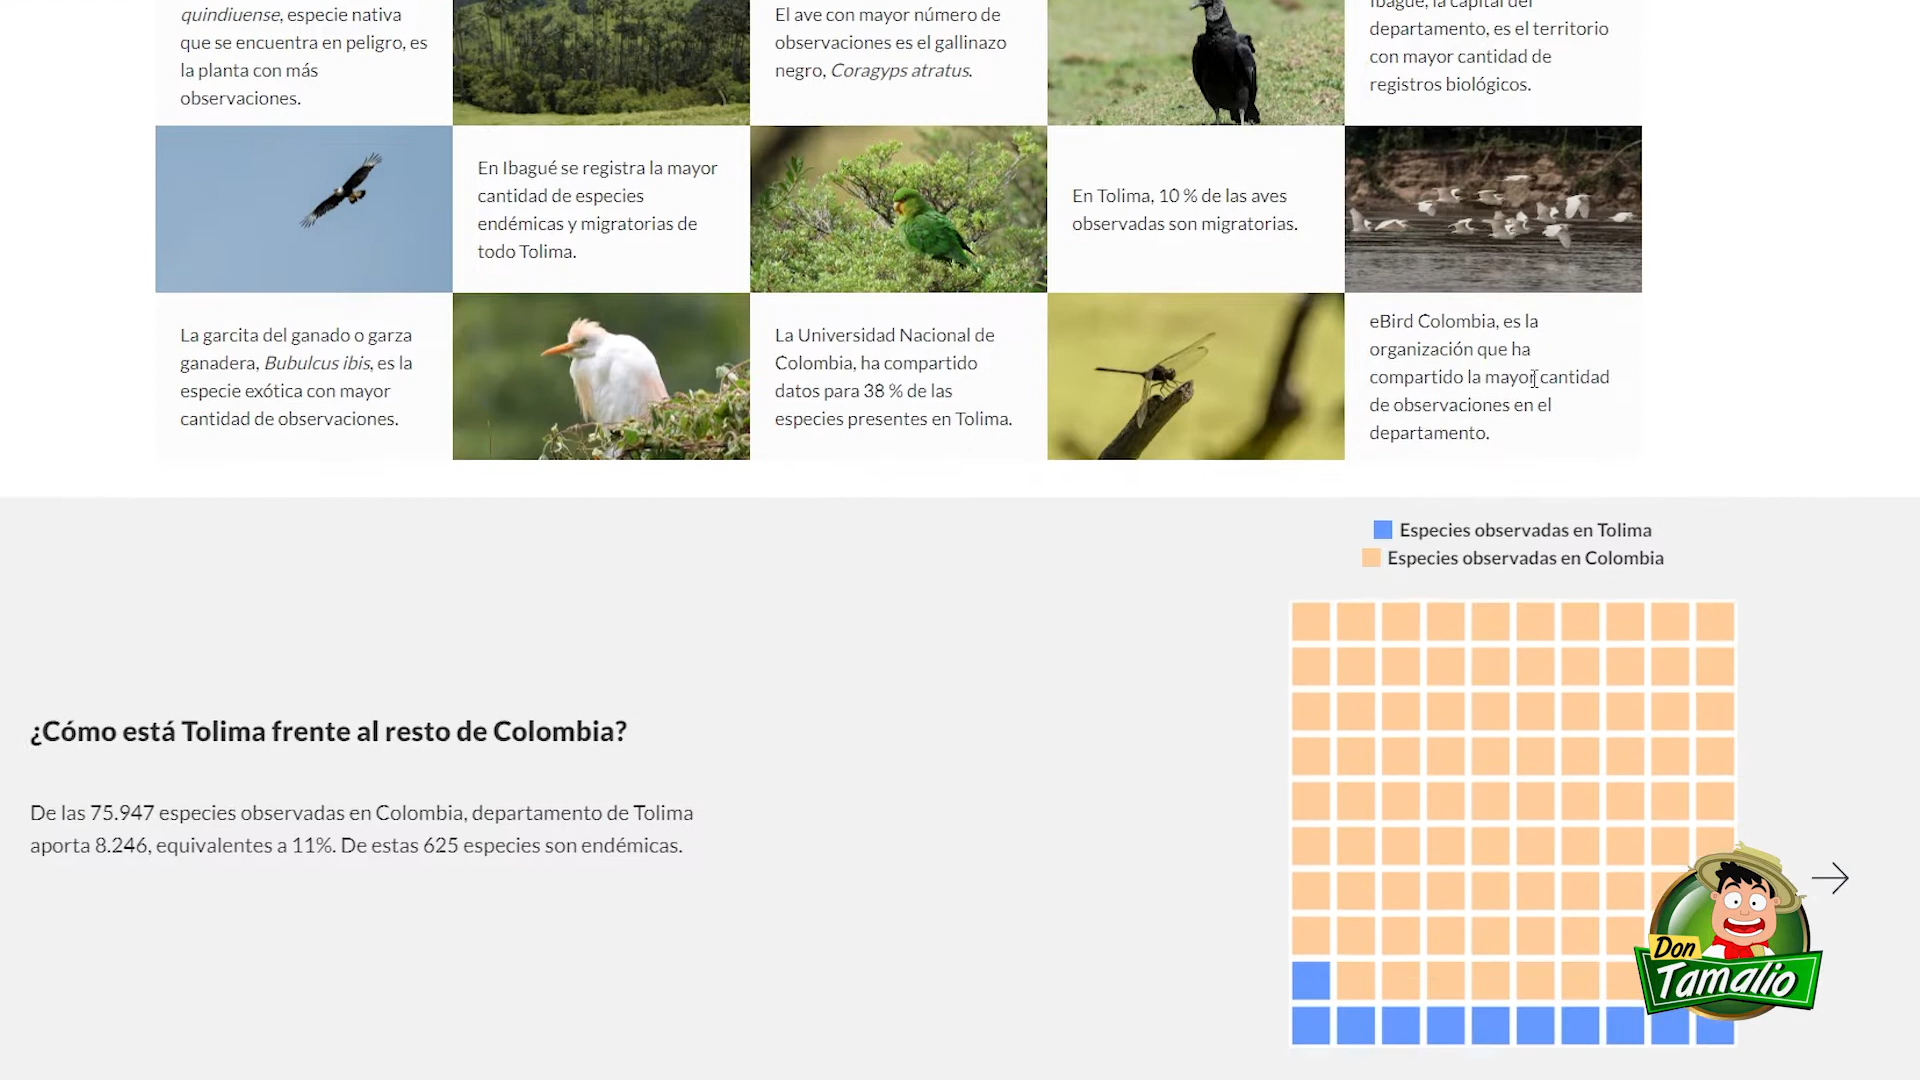 quindiuense, especie nativa
que se encuentra en peligro, es
la planta con más
observaciones.
El ave con mayor número de
observaciones es el gallinazo
negro, Coragyps atratus.
Ibagué, la capital del
departamento, es el territorio
con mayor cantidad de
registros biológicos.
En Ibagué se registra la mayor
cantidad de especies
endémicas y migratorias de
todo Tolima.
En Tolima, 10 % de las aves
observadas son migratorias.
La garcita del ganado o garza
ganadera, Bubulcus ibis, es la
especie exótica con mayor
cantidad de observaciones.
La Universidad Nacional de
Colombia, ha compartido
datos para 38 % de las
especies presentes en Tolima.
eBird Colombia, es la
organización que ha
compartido la mayor cantidad
de observaciones en el
departamento.
Especies observadas en Tolima
Especies observadas en Colombia
¿Cómo está Tolima frente al resto de Colombia?
De las 75.947 especies observadas en Colombia, departamento de Tolima
aporta 8.246, equivalentes a 11%. De estas 625 especies son endémicas.
Don
Tamalio